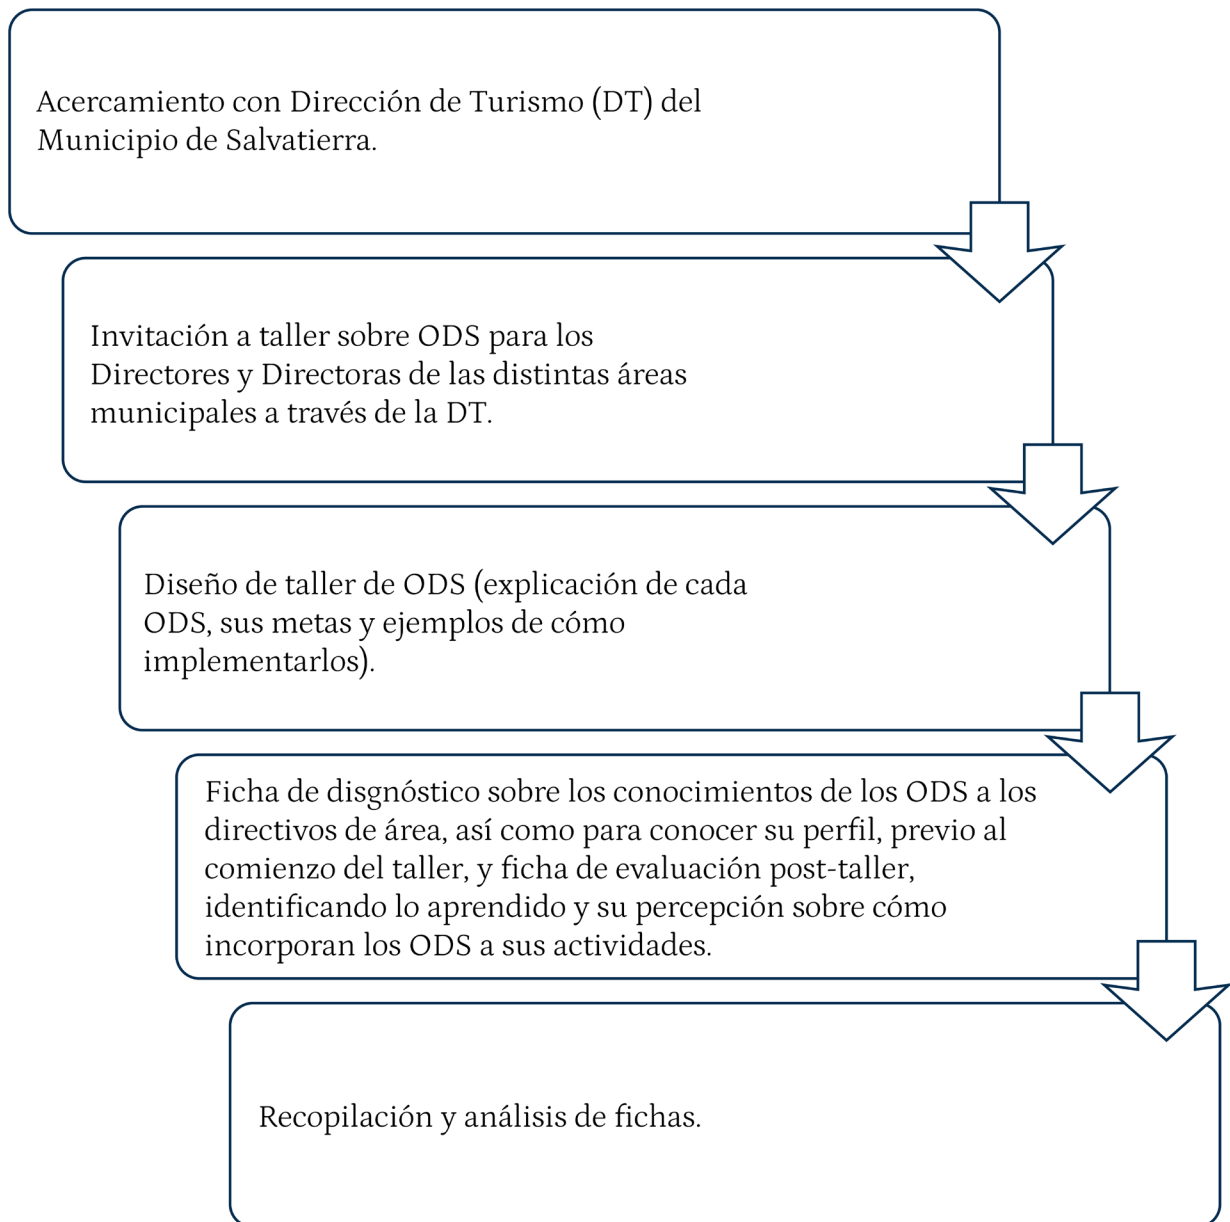 Acercamiento con Dirección de Turismo (DT) del
Municipio de Salvatierra.
Invitación a taller sobre ODS para los
Directores y Directoras de las distintas áreas
municipales a través de la DT.
Diseño de taller de ODS (explicación de cada
ODS, sus metas y ejemplos de cómo
implementarlos).
Ficha de disgnóstico sobre los conocimientos de los ODS a los
directivos de área, así como para conocer su perfil, previo al
comienzo del taller, y ficha de evaluación post-taller,
identificando lo aprendido y su percepción sobre cómo
incorporan los ODS a sus actividades.
Recopilación y análisis de fichas.